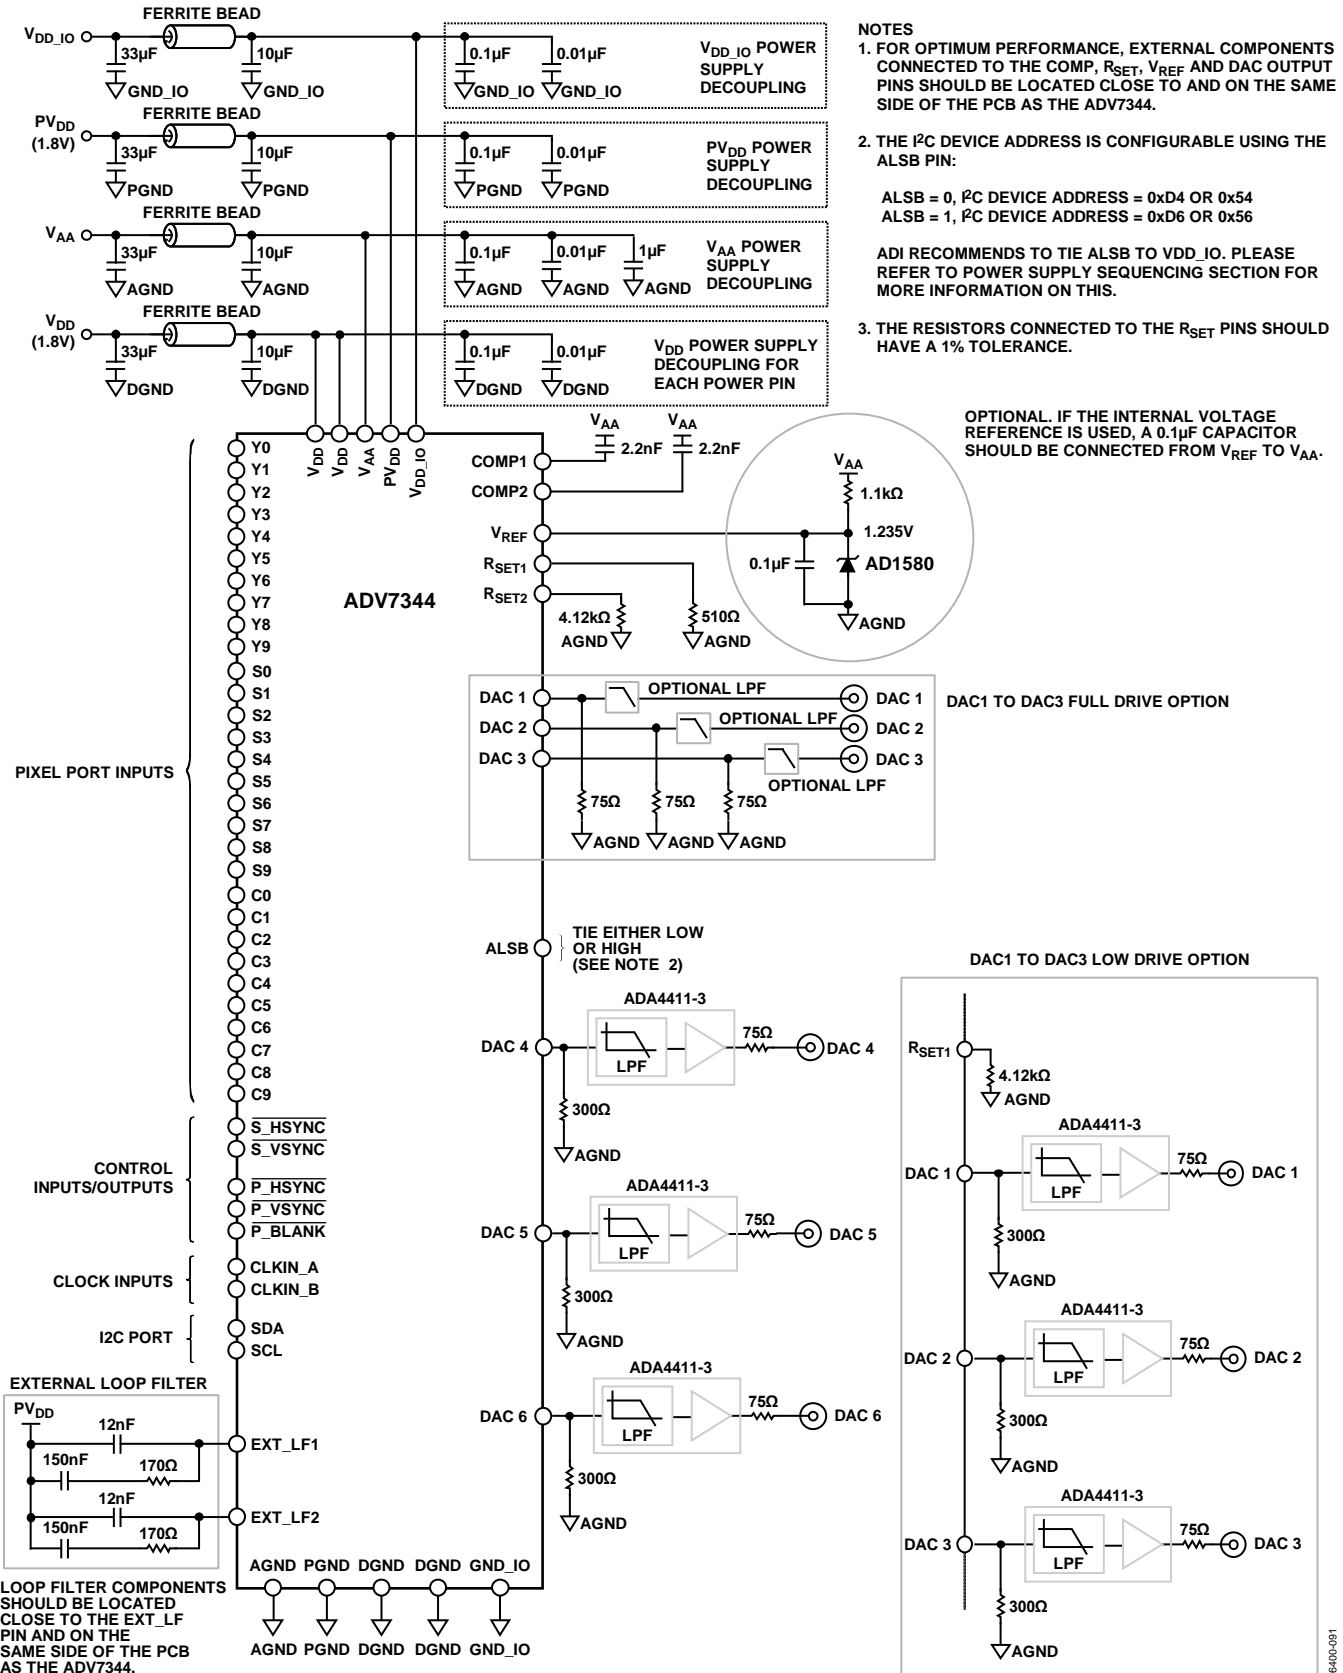 FERRITE BEAD
VDD_IO
33µF
10µF
0.1µF
0.01µF
GND_IO
GND_IO
GND_IO
GND_IO
VDD_IO POWER
SUPPLY
DECOUPLING
FERRITE BEAD
PVDD
(1.8V)
33µF
10µF
0.1µF
0.01µF
PGND
PGND
PGND
PGND
PVDD POWER
SUPPLY
DECOUPLING
FERRITE BEAD
VAA
33µF
10µF
0.1µF
0.01µF
1µF
AGND
AGND
AGND
AGND
AGND
VAA POWER
SUPPLY
DECOUPLING
FERRITE BEAD
VDD
(1.8V)
33µF
10µF
0.1µF
0.01µF
DGND
DGND
DGND
DGND
VDD POWER SUPPLY
DECOUPLING FOR
EACH POWER PIN
NOTES
1. FOR OPTIMUM PERFORMANCE, EXTERNAL COMPONENTS
CONNECTED TO THE COMP, RSET, VREF AND DAC OUTPUT
PINS SHOULD BE LOCATED CLOSE TO AND ON THE SAME
SIDE OF THE PCB AS THE ADV7344.
2. THE I2C DEVICE ADDRESS IS CONFIGURABLE USING THE
ALSB PIN:
ALSB = 0, I2C DEVICE ADDRESS = 0xD4 OR 0x54
ALSB = 1, I2C DEVICE ADDRESS = 0xD6 OR 0x56
ADI RECOMMENDS TO TIE ALSB TO VDD_IO. PLEASE
REFER TO POWER SUPPLY SEQUENCING SECTION FOR
MORE INFORMATION ON THIS.
3. THE RESISTORS CONNECTED TO THE RSET PINS SHOULD
HAVE A 1% TOLERANCE.
OPTIONAL. IF THE INTERNAL VOLTAGE
REFERENCE IS USED, A 0.1µF CAPACITOR
SHOULD BE CONNECTED FROM VREF TO VAA.
VDD
VDD
VAA
PVDD
VDD_IO
ADV7344
PIXEL PORT INPUTS
Y0
Y1
Y2
Y3
Y4
Y5
Y6
Y7
Y8
Y9
S0
S1
S2
S3
S4
S5
S6
S7
S8
S9
C0
C1
C2
C3
C4
C5
C6
C7
C8
C9
CONTROL
INPUTS/OUTPUTS
S_HSYNC
S_VSYNC
P_HSYNC
P_VSYNC
P_BLANK
CLOCK INPUTS
CLKIN_A
CLKIN_B
I2C PORT
SDA
SCL
EXTERNAL LOOP FILTER
PVDD
12nF
150nF
170Ω
EXT_LF1
12nF
150nF
170Ω
EXT_LF2
LOOP FILTER COMPONENTS
SHOULD BE LOCATED
CLOSE TO THE EXT_LF
PIN AND ON THE
SAME SIDE OF THE PCB
AS THE ADV7344.
AGND PGND DGND DGND GND_IO
AGND PGND DGND DGND GND_IO
VAA
VAA
COMP1
2.2nF
2.2nF
COMP2
VREF
RSET1
RSET2
4.12kΩ
AGND
510Ω
AGND
VAA
1.1kΩ
1.235V
0.1µF
AD1580
AGND
DAC1 TO DAC3 FULL DRIVE OPTION
DAC 1
OPTIONAL LPF
DAC 1
DAC 2
OPTIONAL LPF
DAC 2
DAC 3
DAC 3
OPTIONAL LPF
75Ω
75Ω
75Ω
AGND
AGND
AGND
ALSB
TIE EITHER LOW
OR HIGH
(SEE NOTE 2)
ADA4411-3
DAC 4
LPF
75Ω
DAC 4
300Ω
AGND
ADA4411-3
DAC 5
LPF
75Ω
DAC 5
300Ω
AGND
ADA4411-3
DAC 6
LPF
75Ω
DAC 6
300Ω
AGND
DAC1 TO DAC3 LOW DRIVE OPTION
RSET1
4.12kΩ
AGND
ADA4411-3
DAC 1
LPF
75Ω
DAC 1
300Ω
AGND
ADA4411-3
DAC 2
LPF
75Ω
DAC 2
300Ω
AGND
ADA4411-3
DAC 3
LPF
75Ω
DAC 3
300Ω
AGND
6400-091